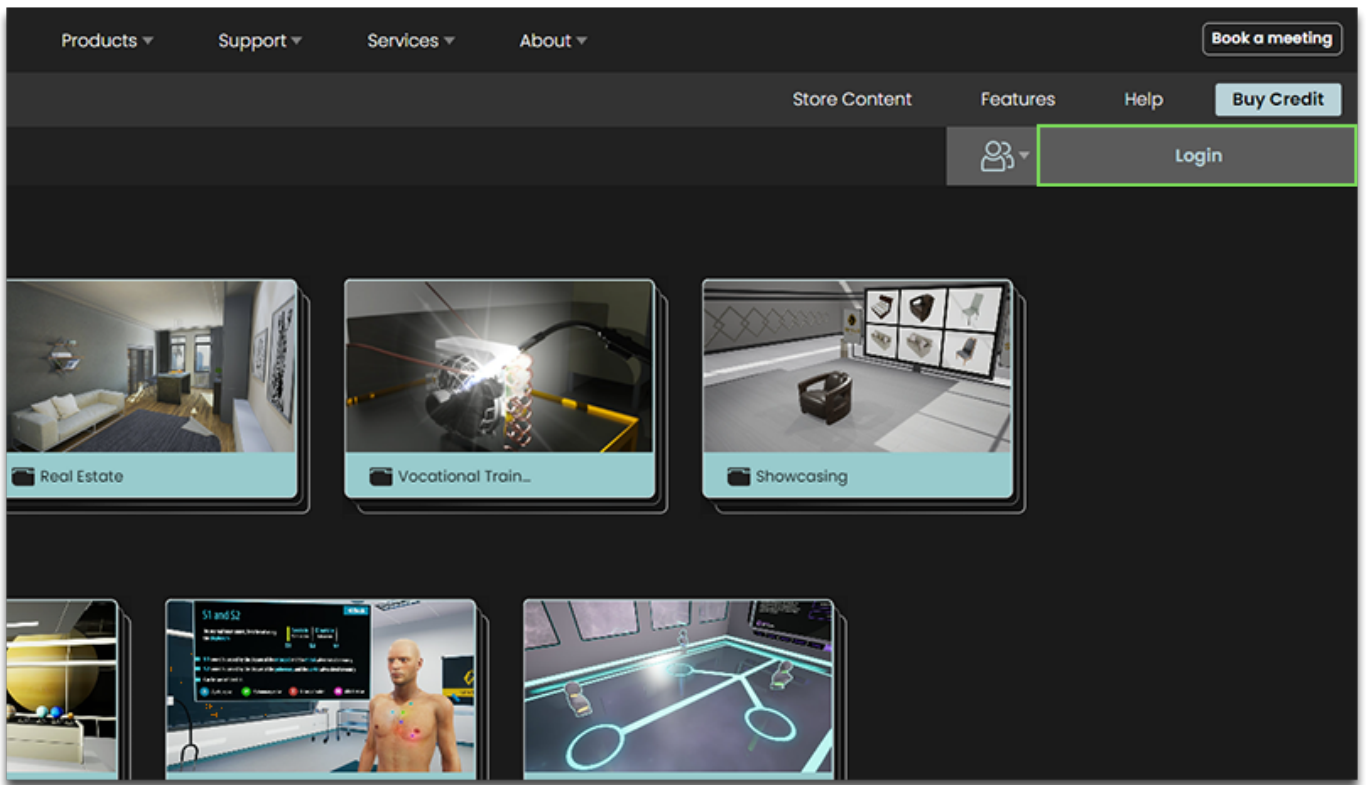 Products
Support
Services
About
Book a meeting
Store Content
Features
Help
Buy Credit
Login
Real Estate
Vocational Train...
Showcasing
S1 and S2